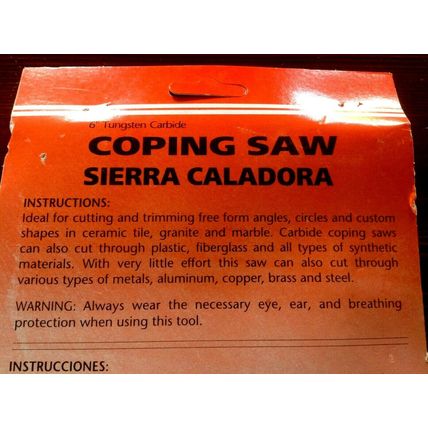 6" Tungsten Carbide
COPING SAW
SIERRA CALADORA
INSTRUCTIONS:
Ideal for cutting and trimming free form angles, circles and custom
shapes in ceramic tile, granite and marble. Carbide coping saws
can also cut through plastic, fiberglass and all types of synthetic
materials. With very little effort this saw can also cut through
various types of metals, aluminum, copper, brass and steel.
WARNING: Always wear the necessary eye, ear, and breathing
protection when using this tool.
INSTRUCCIONES: